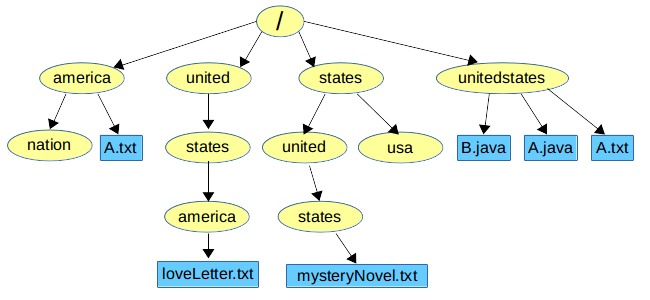 /
america united states unitedstates
nation A.txt states united usa B.java A.java A.txt
america states
loveLetter.txt mysteryNovel.txt